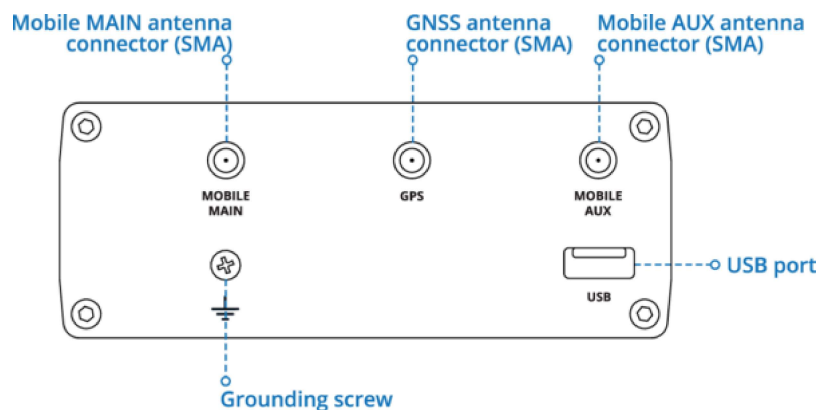 Mobile MAIN antenna
connector (SMA)
GNSS antenna
connector (SMA)
Mobile AUX antenna
connector (SMA)
MOBILE
MAIN
GPS
MOBILE
AUX
USB port
USB
Grounding screw